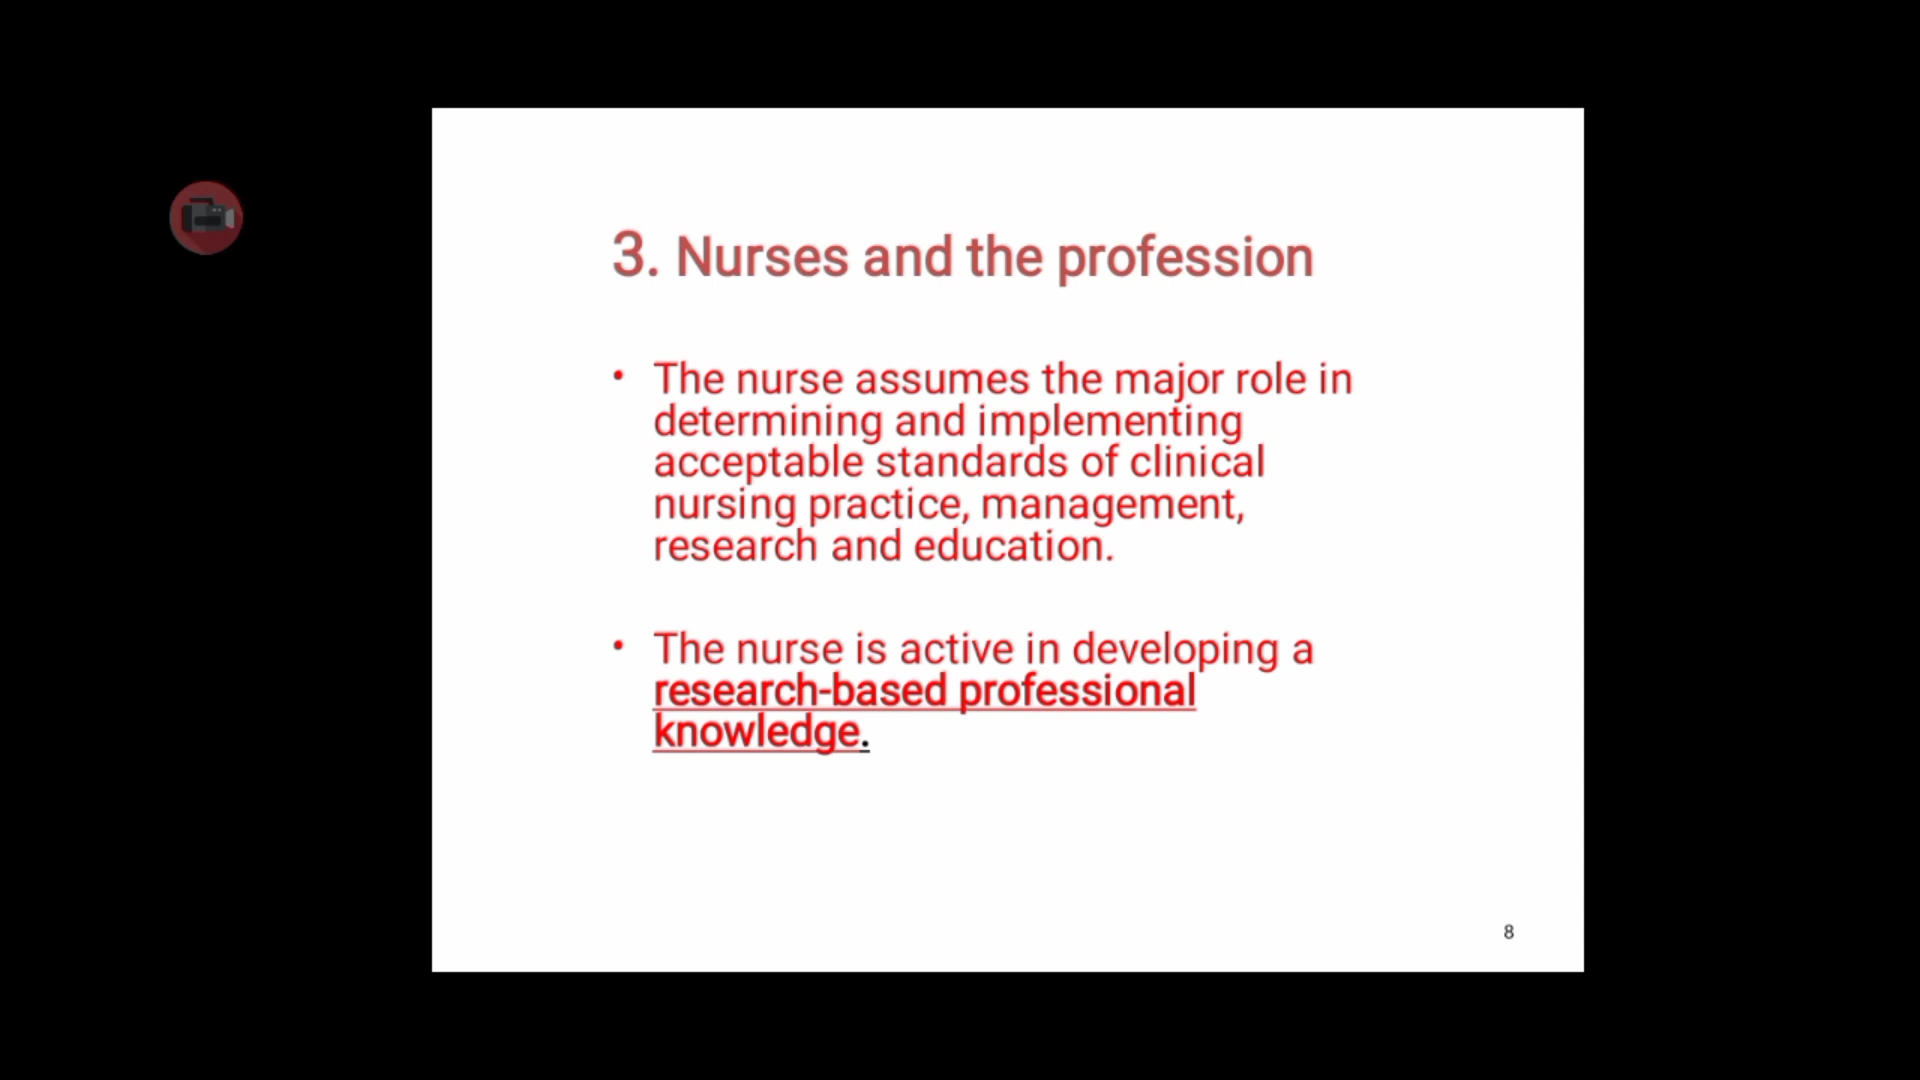 3. Nurses and the profession
• The nurse assumes the major role in
determining and implementing
acceptable standards of clinical
nursing practice, management,
research and education.
• The nurse is active in developing a
research-based professional
knowledge.
8